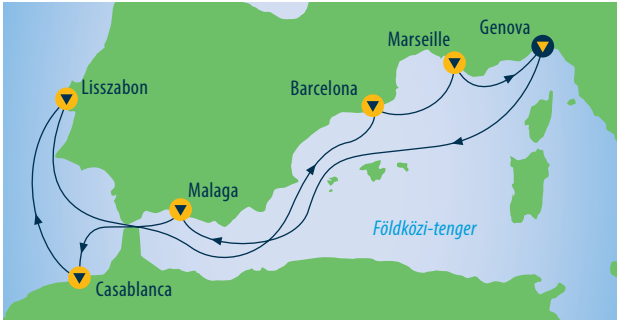 Genova
Marseille
Lisszabon
Barcelona
Malaga
Földközi-tenger
Casablanca